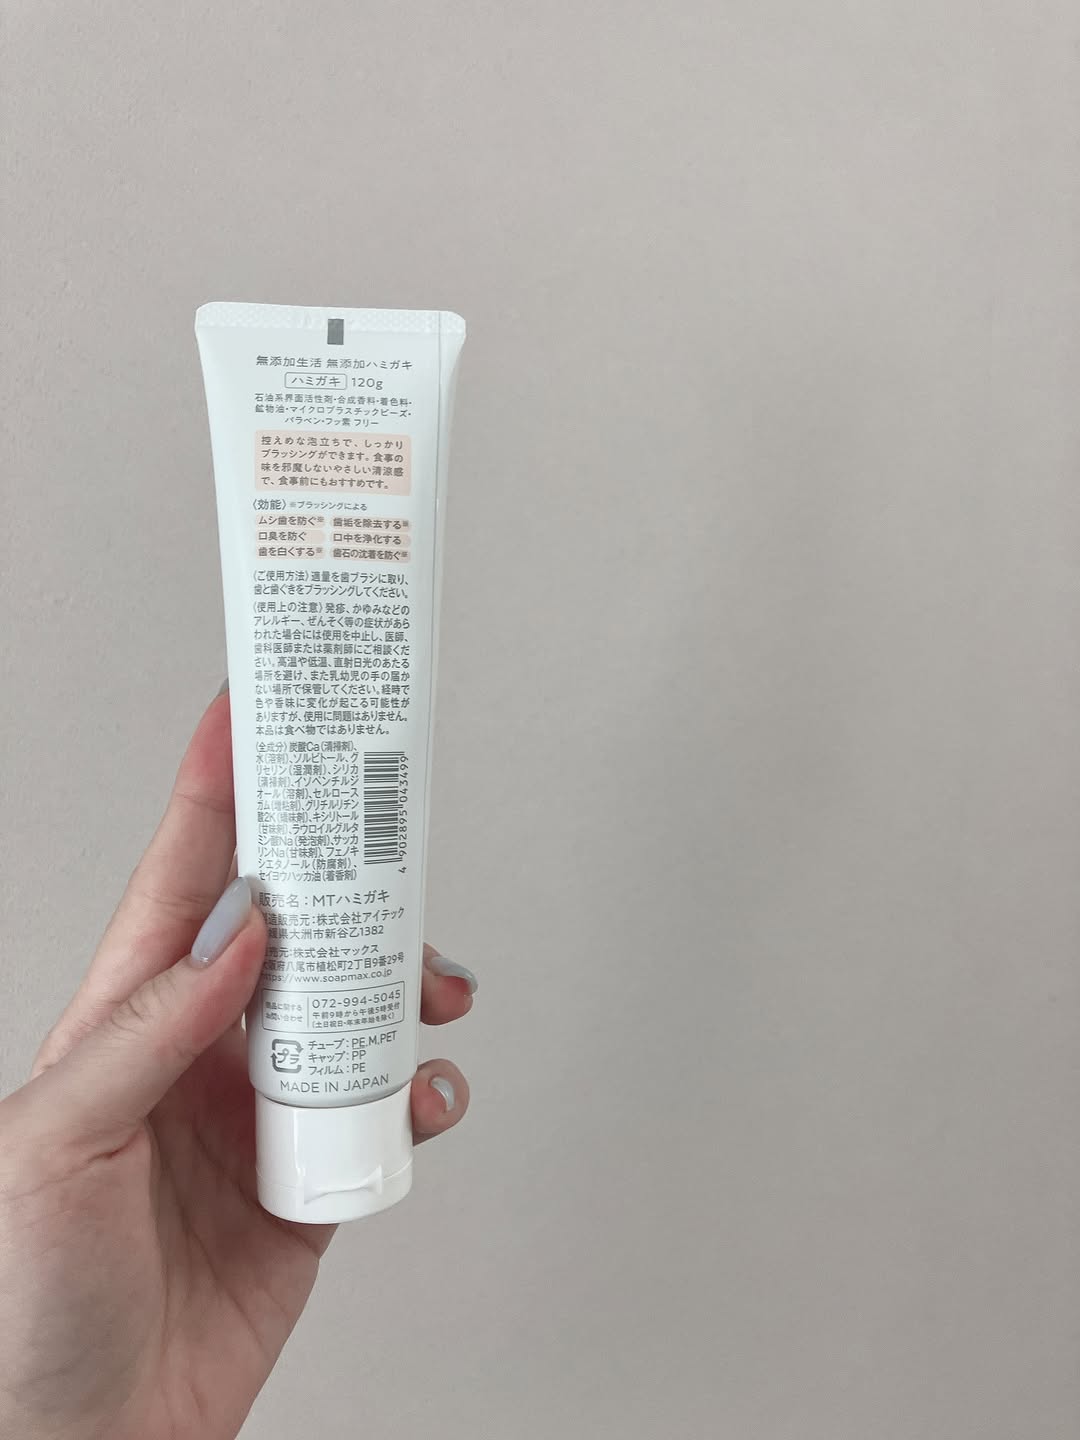 無添加生活 無添加ハミガキ
ハミガキ 120g
石油系界面活性剤・合成香料・着色料・
鉱物油・マイクロプラスチックビーズ・
パラベン・フッ素 フリー
控えめな泡立ちで、しっかり
ブラッシングができます。食事の
味を邪魔しないやさしい清涼感
で、食事前にもおすすめです。
〈効能〉※ブラッシングによる
ムシ歯を防ぐ※ 歯垢を除去する※
口臭を防ぐ 口中を浄化する
歯を白くする※ 歯石の沈着を防ぐ※
〈ご使用方法〉適量を歯ブラシに取り、
歯と歯ぐきをブラッシングしてください。
〈使用上の注意〉発疹、かゆみなどの
アレルギー、ぜんそく等の症状があら
われた場合には使用を中止し、医師、
歯科医師または薬剤師にご相談くだ
さい。高温や低温、直射日光のあたる
場所を避け、また乳幼児の手の届か
ない場所で保管してください。経時で
色や香味に変化が起こる可能性が
ありますが、使用に問題はありません。
本品は食べ物ではありません。
〈全成分〉炭酸Ca(清掃剤)、
水(溶剤)、ソルビトール、グ
リセリン(湿潤剤)、シリカ
(清掃剤)、イソペンチルジ
オール(溶剤)、セルロース
ガム(増粘剤)、グリチルリチン
酸2K(矯味剤)、キシリトール
(甘味剤)、ラウロイルグルタ
ミン酸Na(発泡剤)、サッカ
リンNa(甘味剤)、フェノキ
シエタノール(防腐剤)、
セイヨウハッカ油(着香剤)
4 902895 043499
販売名：MTハミガキ
造販売元：株式会社アイテック
媛県大洲市新谷乙1382
売元：株式会社マックス
大阪府八尾市植松町2丁目9番29号
https://www.soapmax.co.jp
商品に関する
お問い合わせ
072-994-5045
午前9時から午後5時受付
(土日祝日・年末年始を除く)
プラ
チューブ：PE.M,PET
キャップ：PP
フィルム：PE
MADE IN JAPAN